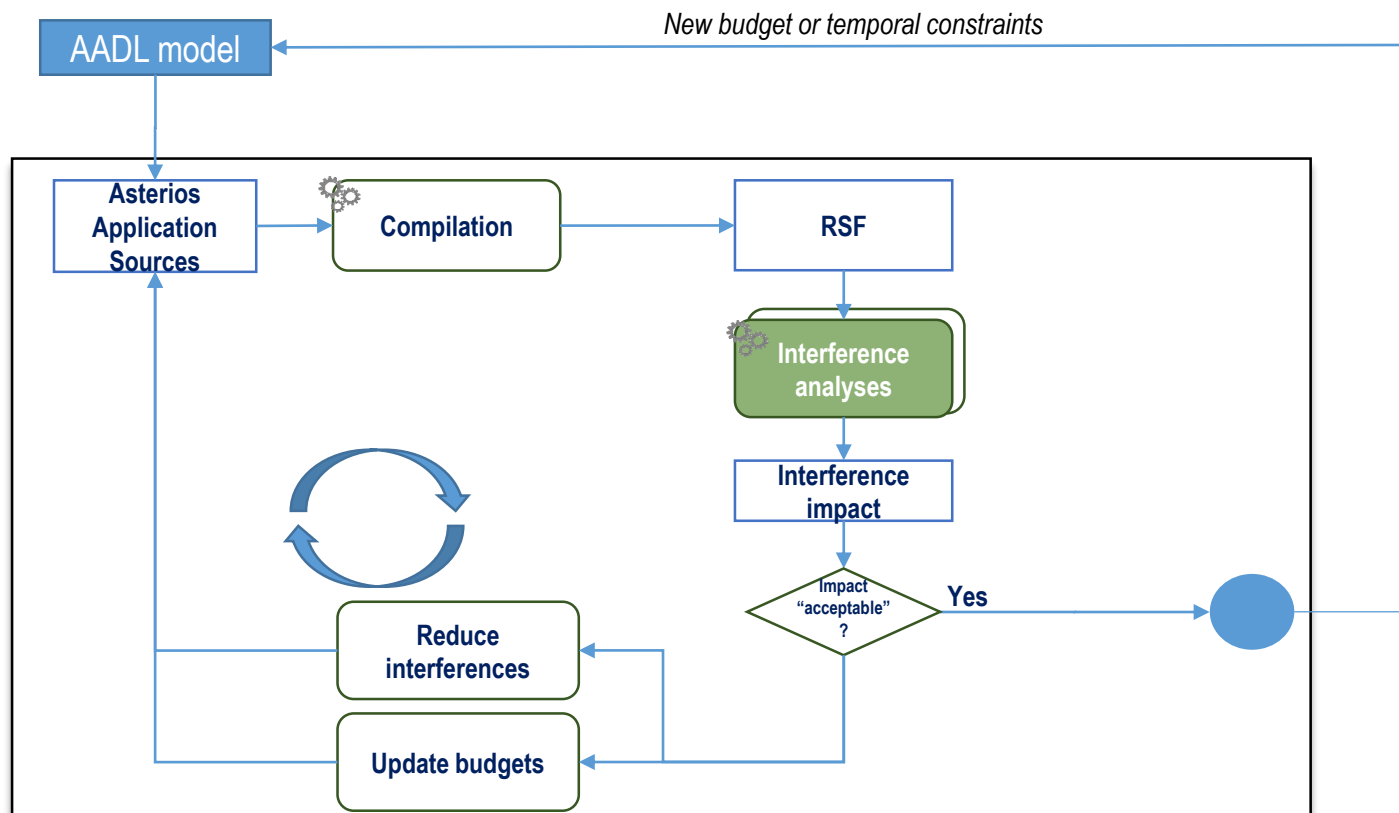 New budget or temporal constraints
AADL model
Asterios
Application
Sources
Compilation
RSF
Interference
analyses
Interference
impact
Impact
“acceptable”
?
Yes
Reduce
interferences
Update budgets